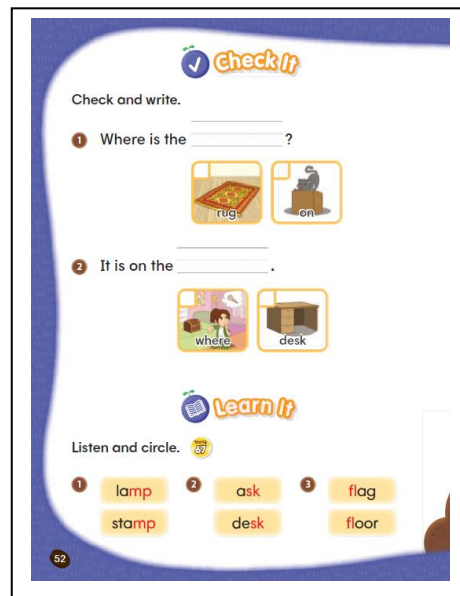 Check It
Check and write.
1 Where is the ?
rug on
2 It is on the .
where desk
Learn It
Listen and circle. Track 67
1 lamp 2 ask 3 flag
stamp desk floor
52